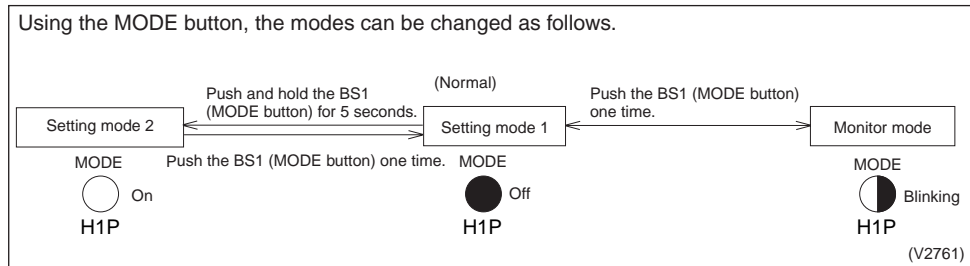 Using the MODE button, the modes can be changed as follows.
Push and hold the BS1
(MODE button) for 5 seconds.
(Normal)
Push the BS1 (MODE button)
one time.
Setting mode 2
Setting mode 1
Monitor mode
Push the BS1 (MODE button) one time.
MODE
On
H1P
MODE
Off
H1P
MODE
Blinking
H1P
(V2761)